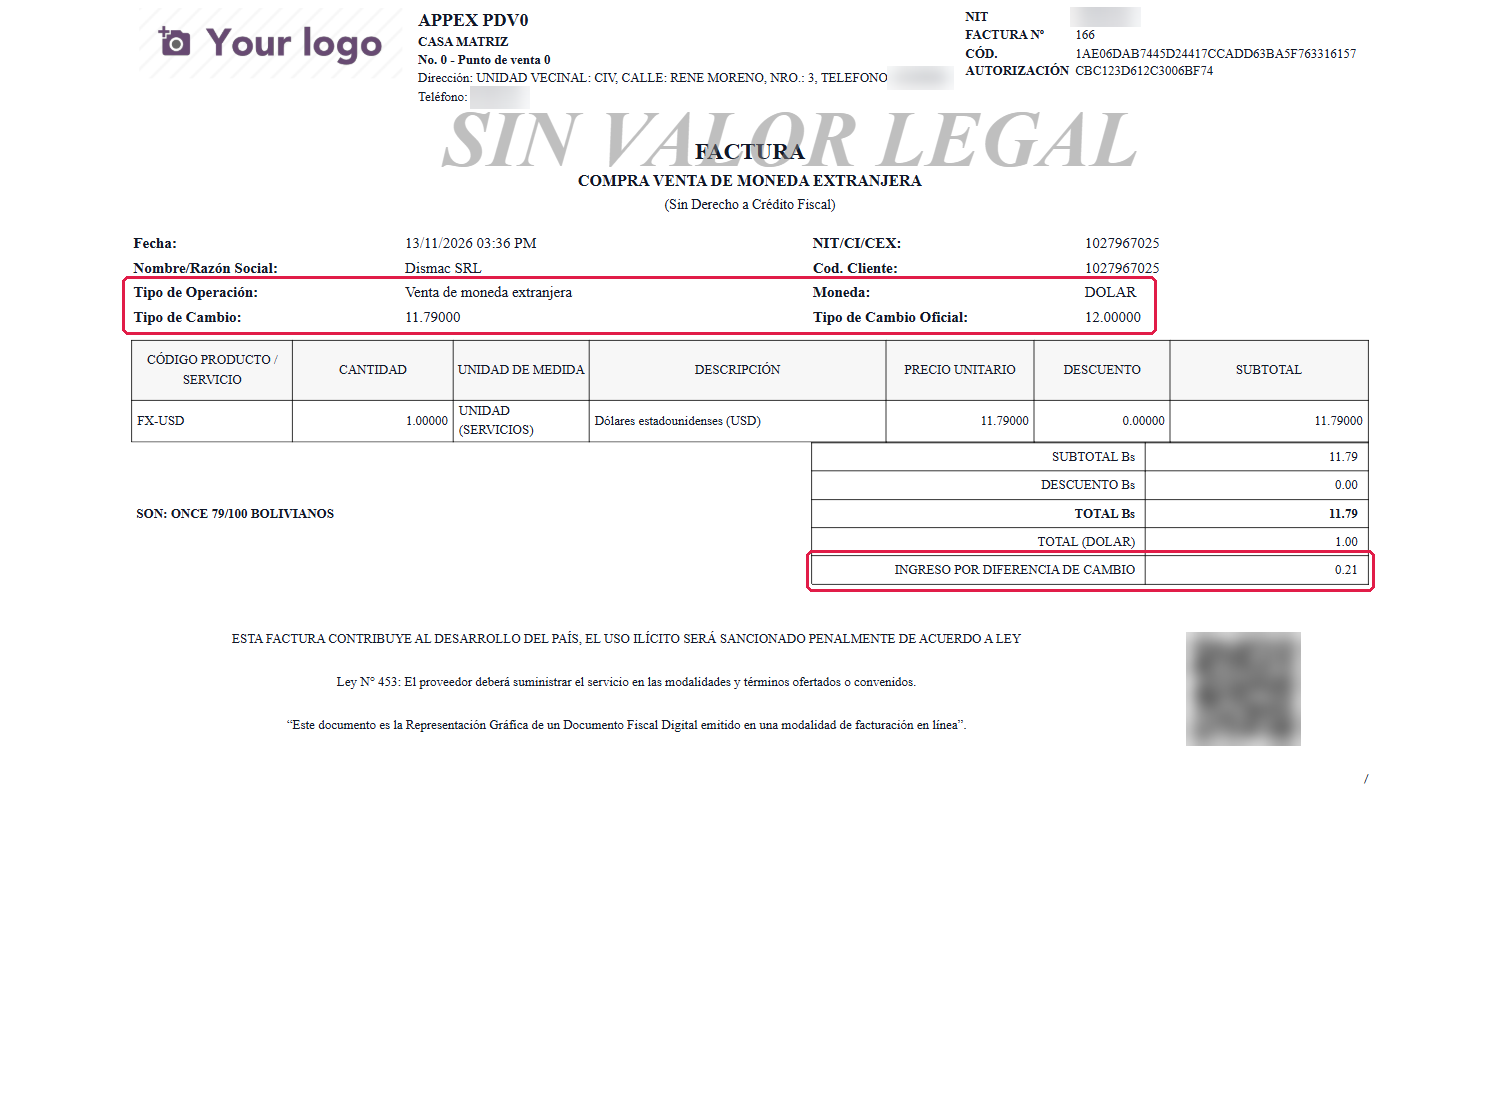 Your logo
APPEX PDV0
CASA MATRIZ
No. 0 - Punto de venta 0
Dirección: UNIDAD VECINAL: CIV, CALLE: RENE MORENO, NRO.: 3, TELEFONO
Teléfono:
NIT
FACTURA Nº 166
CÓD. AUTORIZACIÓN 1AE06DAB7445D24417CCADD63BA5F763316157
CBC123D612C3006BF74
SIN VALOR LEGAL
FACTURA
COMPRA VENTA DE MONEDA EXTRANJERA
(Sin Derecho a Crédito Fiscal)
Fecha: 13/11/2026 03:36 PM NIT/CI/CEX: 1027967025
Nombre/Razón Social: Dismac SRL Cod. Cliente: 1027967025
Tipo de Operación: Venta de moneda extranjera Moneda: DOLAR
Tipo de Cambio: 11.79000 Tipo de Cambio Oficial: 12.00000
CÓDIGO PRODUCTO / SERVICIO CANTIDAD UNIDAD DE MEDIDA DESCRIPCIÓN PRECIO UNITARIO DESCUENTO SUBTOTAL
FX-USD 1.00000 UNIDAD (SERVICIOS) Dólares estadounidenses (USD) 11.79000 0.00000 11.79000
SUBTOTAL Bs 11.79
DESCUENTO Bs 0.00
SON: ONCE 79/100 BOLIVIANOS TOTAL Bs 11.79
TOTAL (DOLAR) 1.00
INGRESO POR DIFERENCIA DE CAMBIO 0.21
ESTA FACTURA CONTRIBUYE AL DESARROLLO DEL PAÍS, EL USO ILÍCITO SERÁ SANCIONADO PENALMENTE DE ACUERDO A LEY
Ley N° 453: El proveedor deberá suministrar el servicio en las modalidades y términos ofertados o convenidos.
“Este documento es la Representación Gráfica de un Documento Fiscal Digital emitido en una modalidad de facturación en línea”.
/